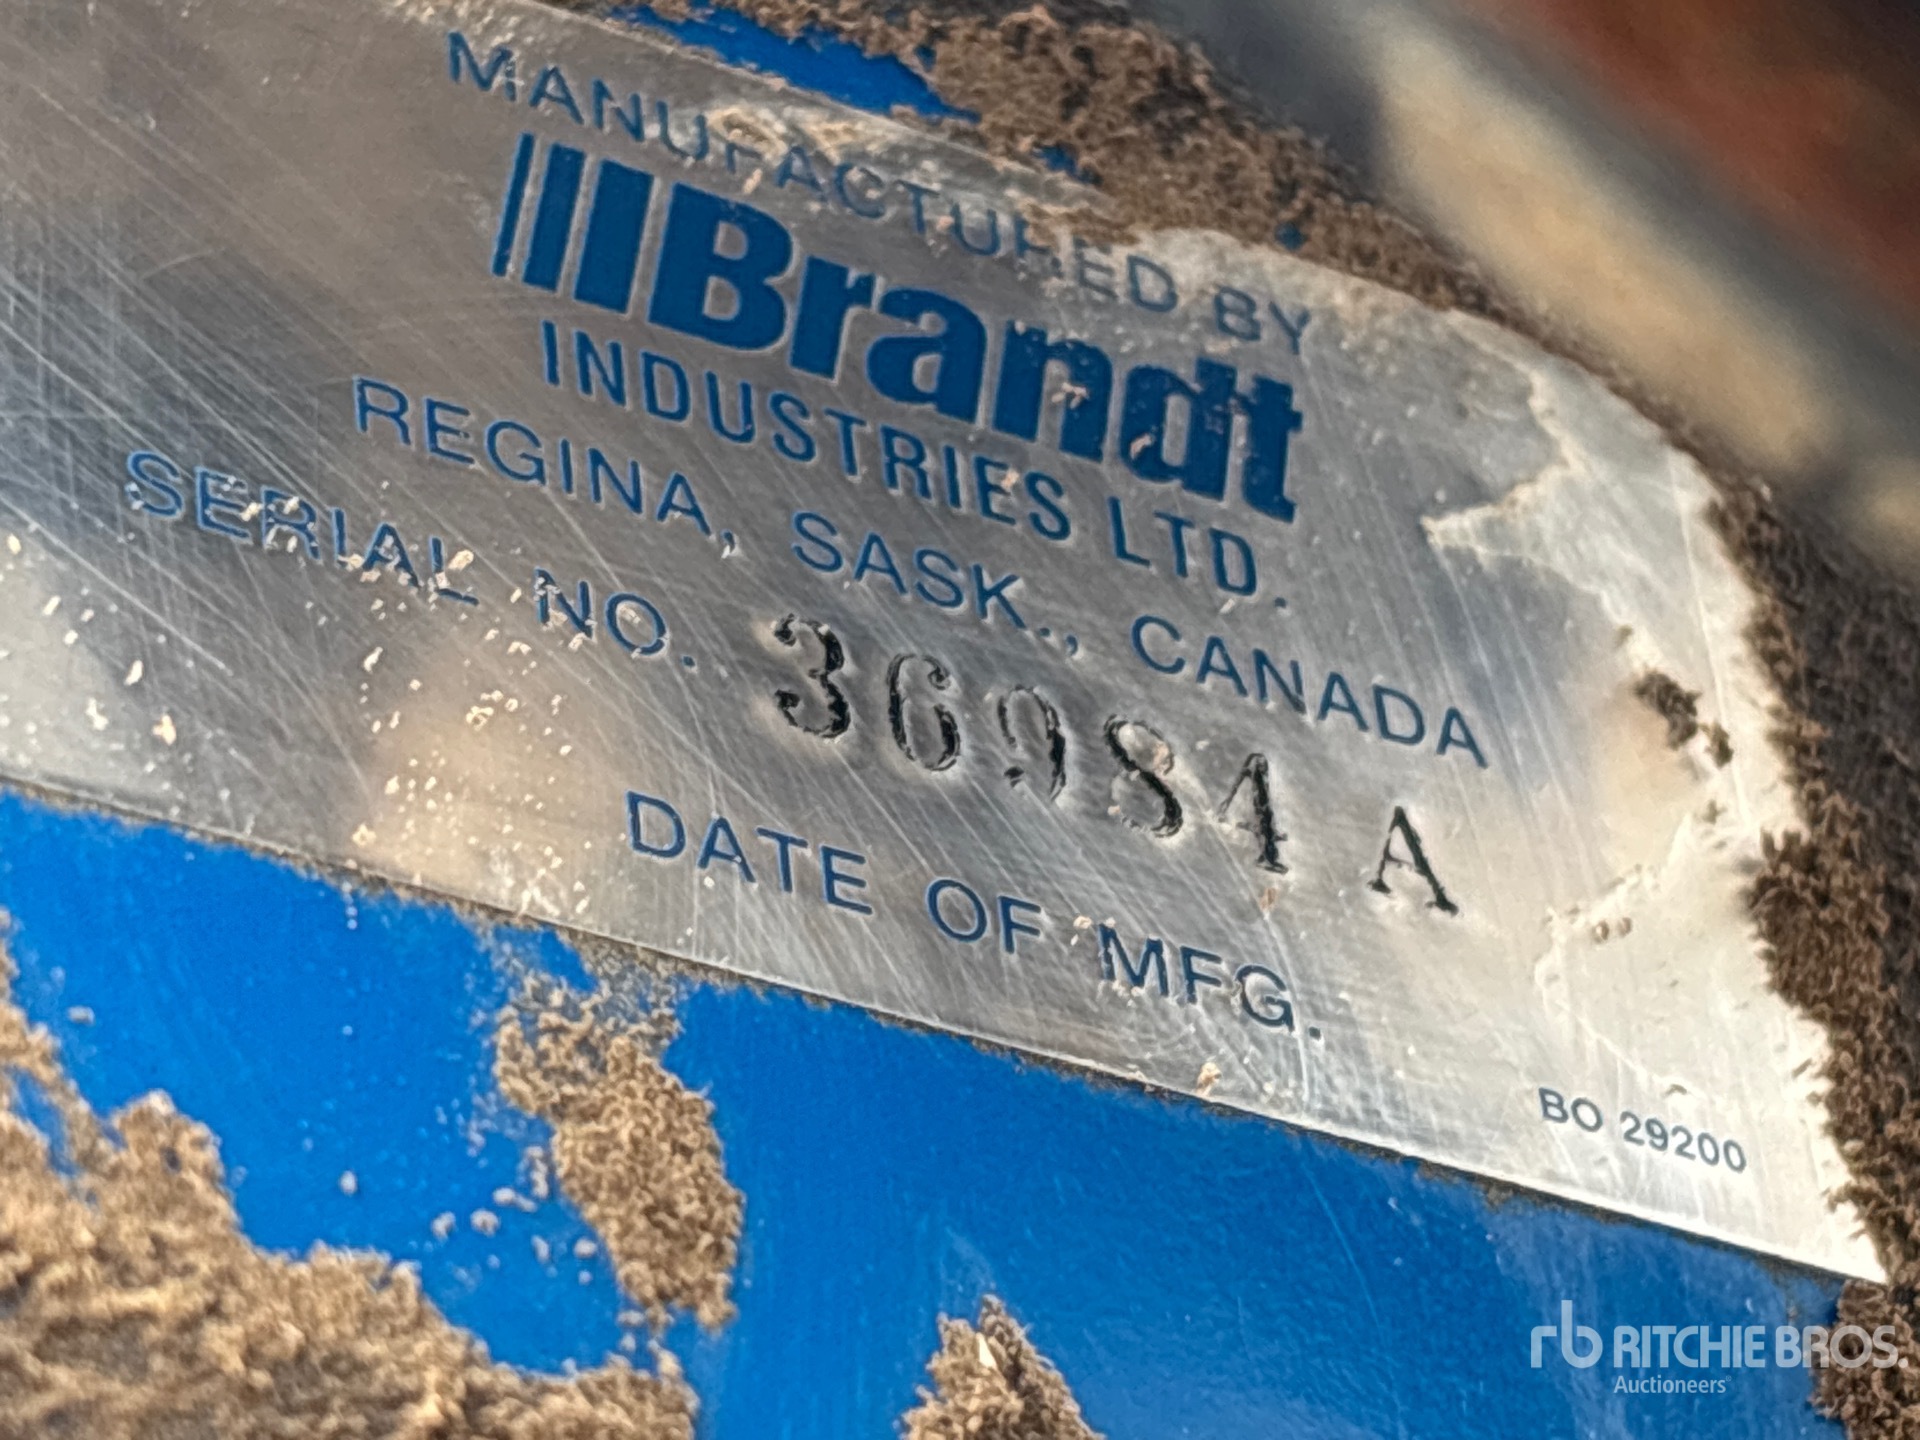 MANUFACTURED BY
Brandt
INDUSTRIES LTD.
REGINA, SASK., CANADA
SERIAL NO. 36984 A
DATE OF MFG.
BO 29200
rb RITCHIE BROS.
Auctioneers